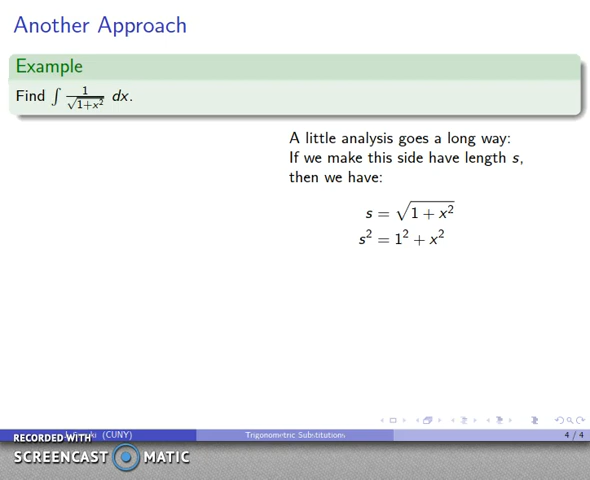 Another Approach
Example
Find ∫ 1/√(1+x²) dx.
A little analysis goes a long way:
If we make this side have length s,
then we have:
s = √(1 + x²)
s² = 1² + x²
(CUNY)
Trigonometric Substitutions
4 / 4
RECORDED WITH
SCREENCAST MATIC